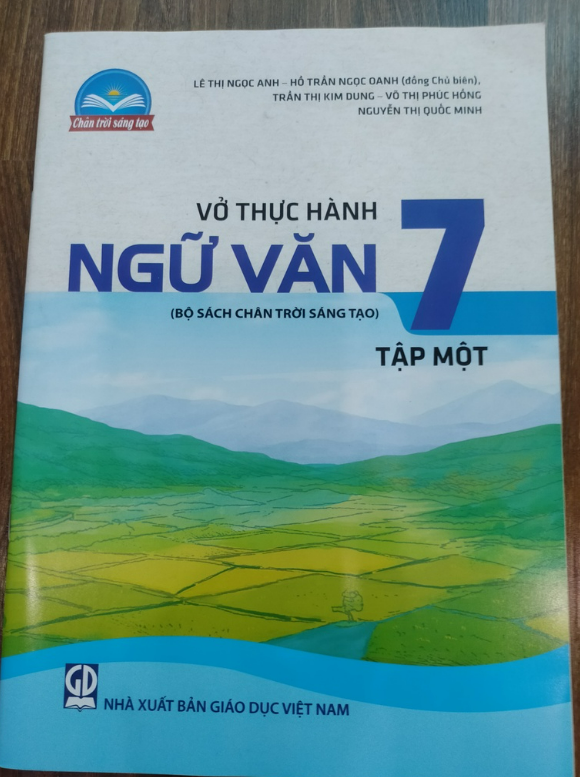 Chân trời sáng tạo
LÊ THỊ NGỌC ANH – HỒ TRẦN NGỌC OANH (đồng Chủ biên),
TRẦN THỊ KIM DUNG – VÕ THỊ PHÚC HỒNG
NGUYỄN THỊ QUỐC MINH
VỞ THỰC HÀNH
NGỮ VĂN 7
(BỘ SÁCH CHÂN TRỜI SÁNG TẠO)
TẬP MỘT
GD
NHÀ XUẤT BẢN GIÁO DỤC VIỆT NAM